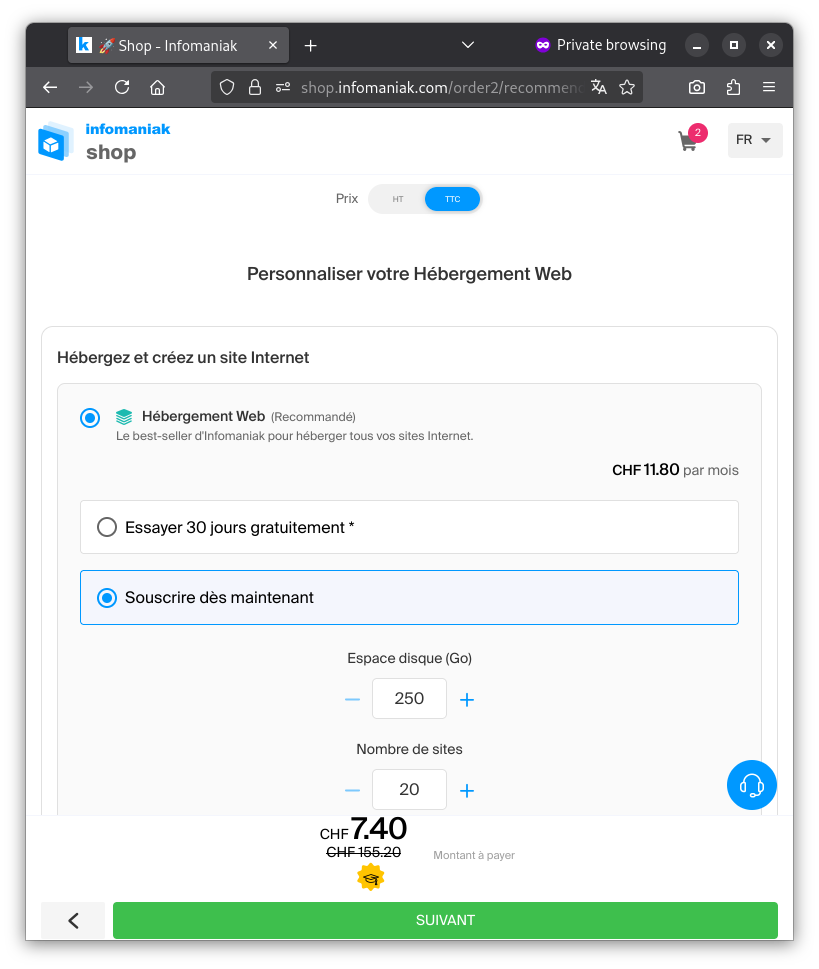 🚀 Shop - Infomaniak
Private browsing
shop.infomaniak.com/order2/recommen
infomaniak
shop
2
FR
Prix HT TTC
Personnaliser votre Hébergement Web
Hébergez et créez un site Internet
Hébergement Web (Recommandé)
Le best-seller d'Infomaniak pour héberger tous vos sites Internet.
CHF 11.80 par mois
Essayer 30 jours gratuitement *
Souscrire dès maintenant
Espace disque (Go)
250
Nombre de sites
20
CHF 7.40
CHF 155.20
Montant à payer
SUIVANT